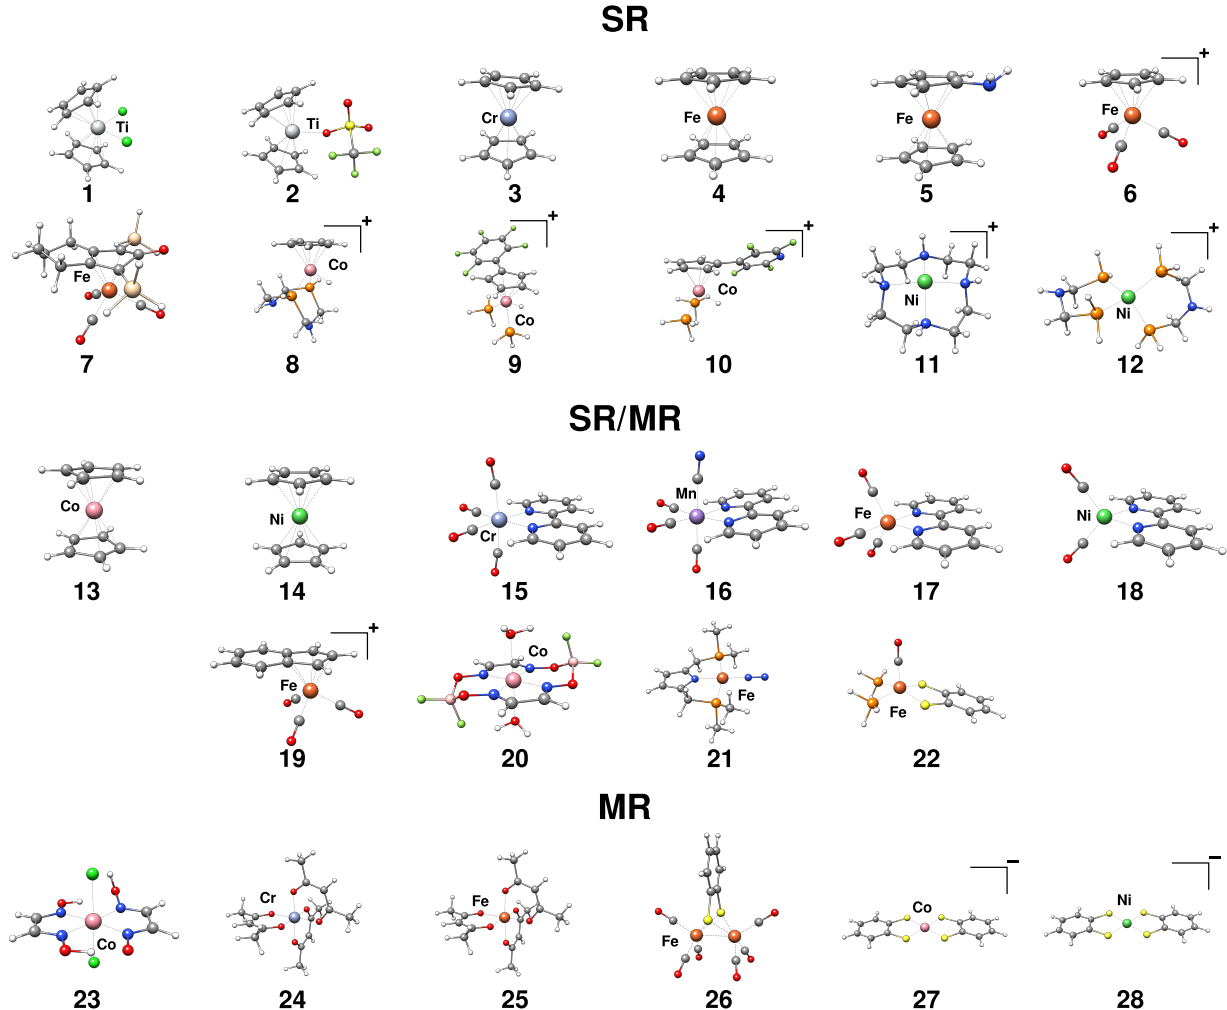 SR
Ti
Ti
Cr
Fe
Fe
Fe
+
1
2
3
4
5
6
Fe
Co
+
Co
+
Co
Ni
+
Ni
+
7
8
9
10
11
12
SR/MR
Co
Ni
Cr
Mn
Fe
Ni
13
14
15
16
17
18
Fe
+
Co
Fe
Fe
19
20
21
22
MR
Co
Cr
Fe
Fe
Co
−
Ni
−
23
24
25
26
27
28